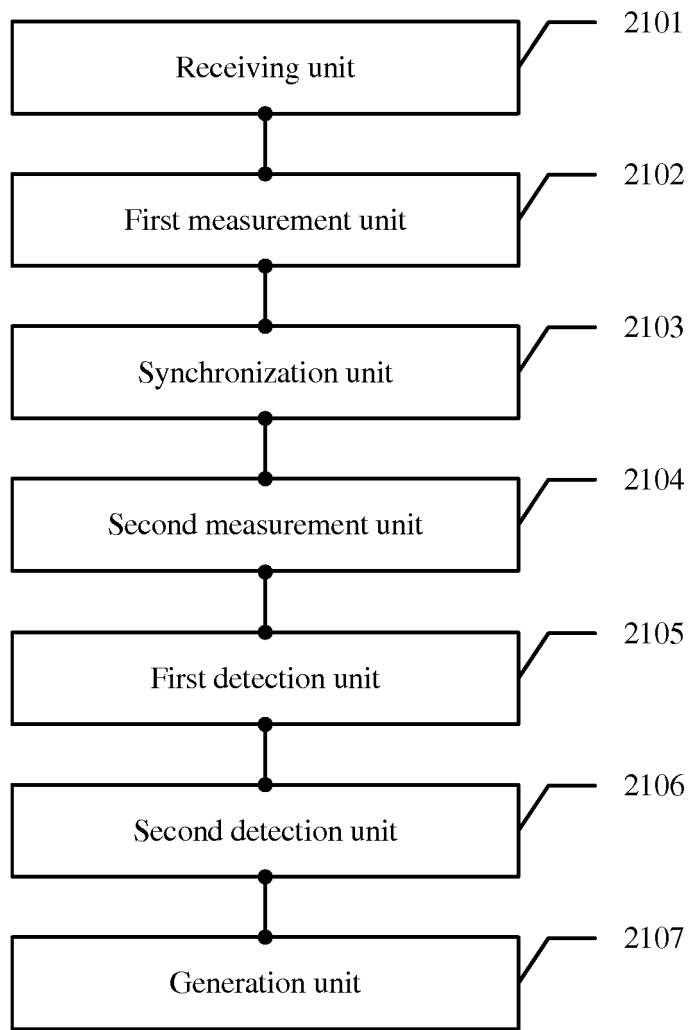 2101
Receiving unit
2102
First measurement unit
2103
Synchronization unit
2104
Second measurement unit
2105
First detection unit
2106
Second detection unit
2107
Generation unit